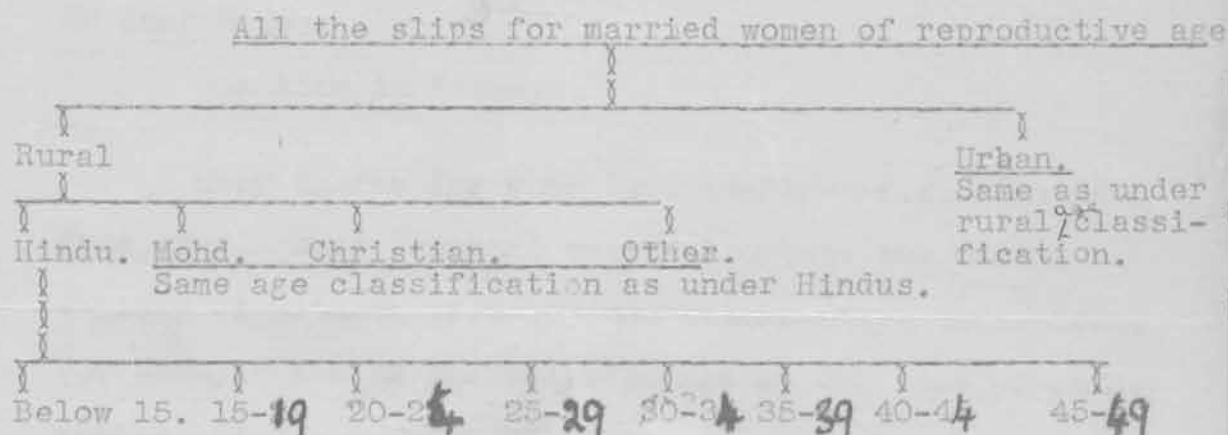 All the slips for married women of reproductive age
Rural
Urban.
Same as under
rural classi-
fication.
Hindu. Mohd. Christian. Other.
Same age classification as under Hindus.
Below 15. 15-19 20-24 25-29 30-34 35-39 40-44 45-49